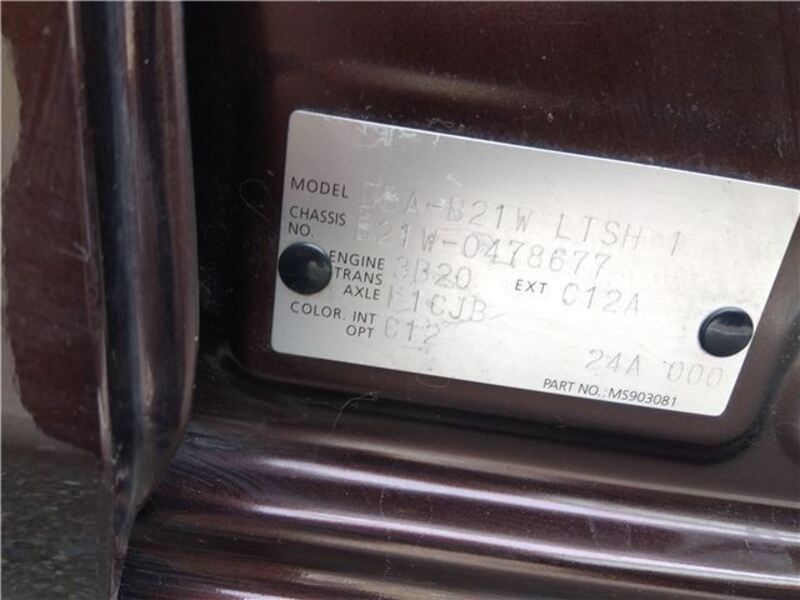 MODEL DBA-B21W LTSH 1
CHASSIS NO. B21W-0478677
ENGINE 3B20 EXT C12A
TRANS AXLE F1CJB
COLOR. INT
OPT C12
24A 000
PART NO.:MS903081